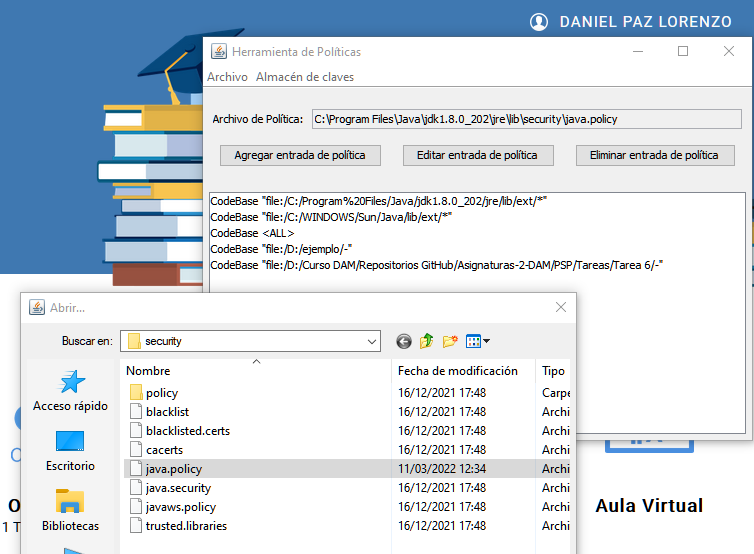 DANIEL PAZ LORENZO
Herramienta de Políticas
Archivo Almacén de claves
Archivo de Política: C:\Program Files\Java\jdk1.8.0_202\jre\lib\security\java.policy
Agregar entrada de política Editar entrada de política Eliminar entrada de política
CodeBase "file:/C:/Program%20Files/Java/jdk1.8.0_202/jre/lib/ext/*"
CodeBase "file:/C:/WINDOWS/Sun/Java/lib/ext/*"
CodeBase <ALL>
CodeBase "file:/D:/ejemplo/-"
CodeBase "file:/D:/Curso DAM/Repositorios GitHub/Asignaturas-2-DAM/PSP/Tareas/Tarea 6/-"
Abrir...
Buscar en: security
Nombre Fecha de modificación Tipo
policy 16/12/2021 17:48 Carpe
blacklist 16/12/2021 17:48 Archi
blacklisted.certs 16/12/2021 17:48 Archi
cacerts 16/12/2021 17:48 Archi
java.policy 11/03/2022 12:34 Archi
java.security 16/12/2021 17:48 Archi
javaws.policy 16/12/2021 17:48 Archi
trusted.libraries 16/12/2021 17:48 Archi
Acceso rápido
Escritorio
Bibliotecas
O
1 T
Aula Virtual